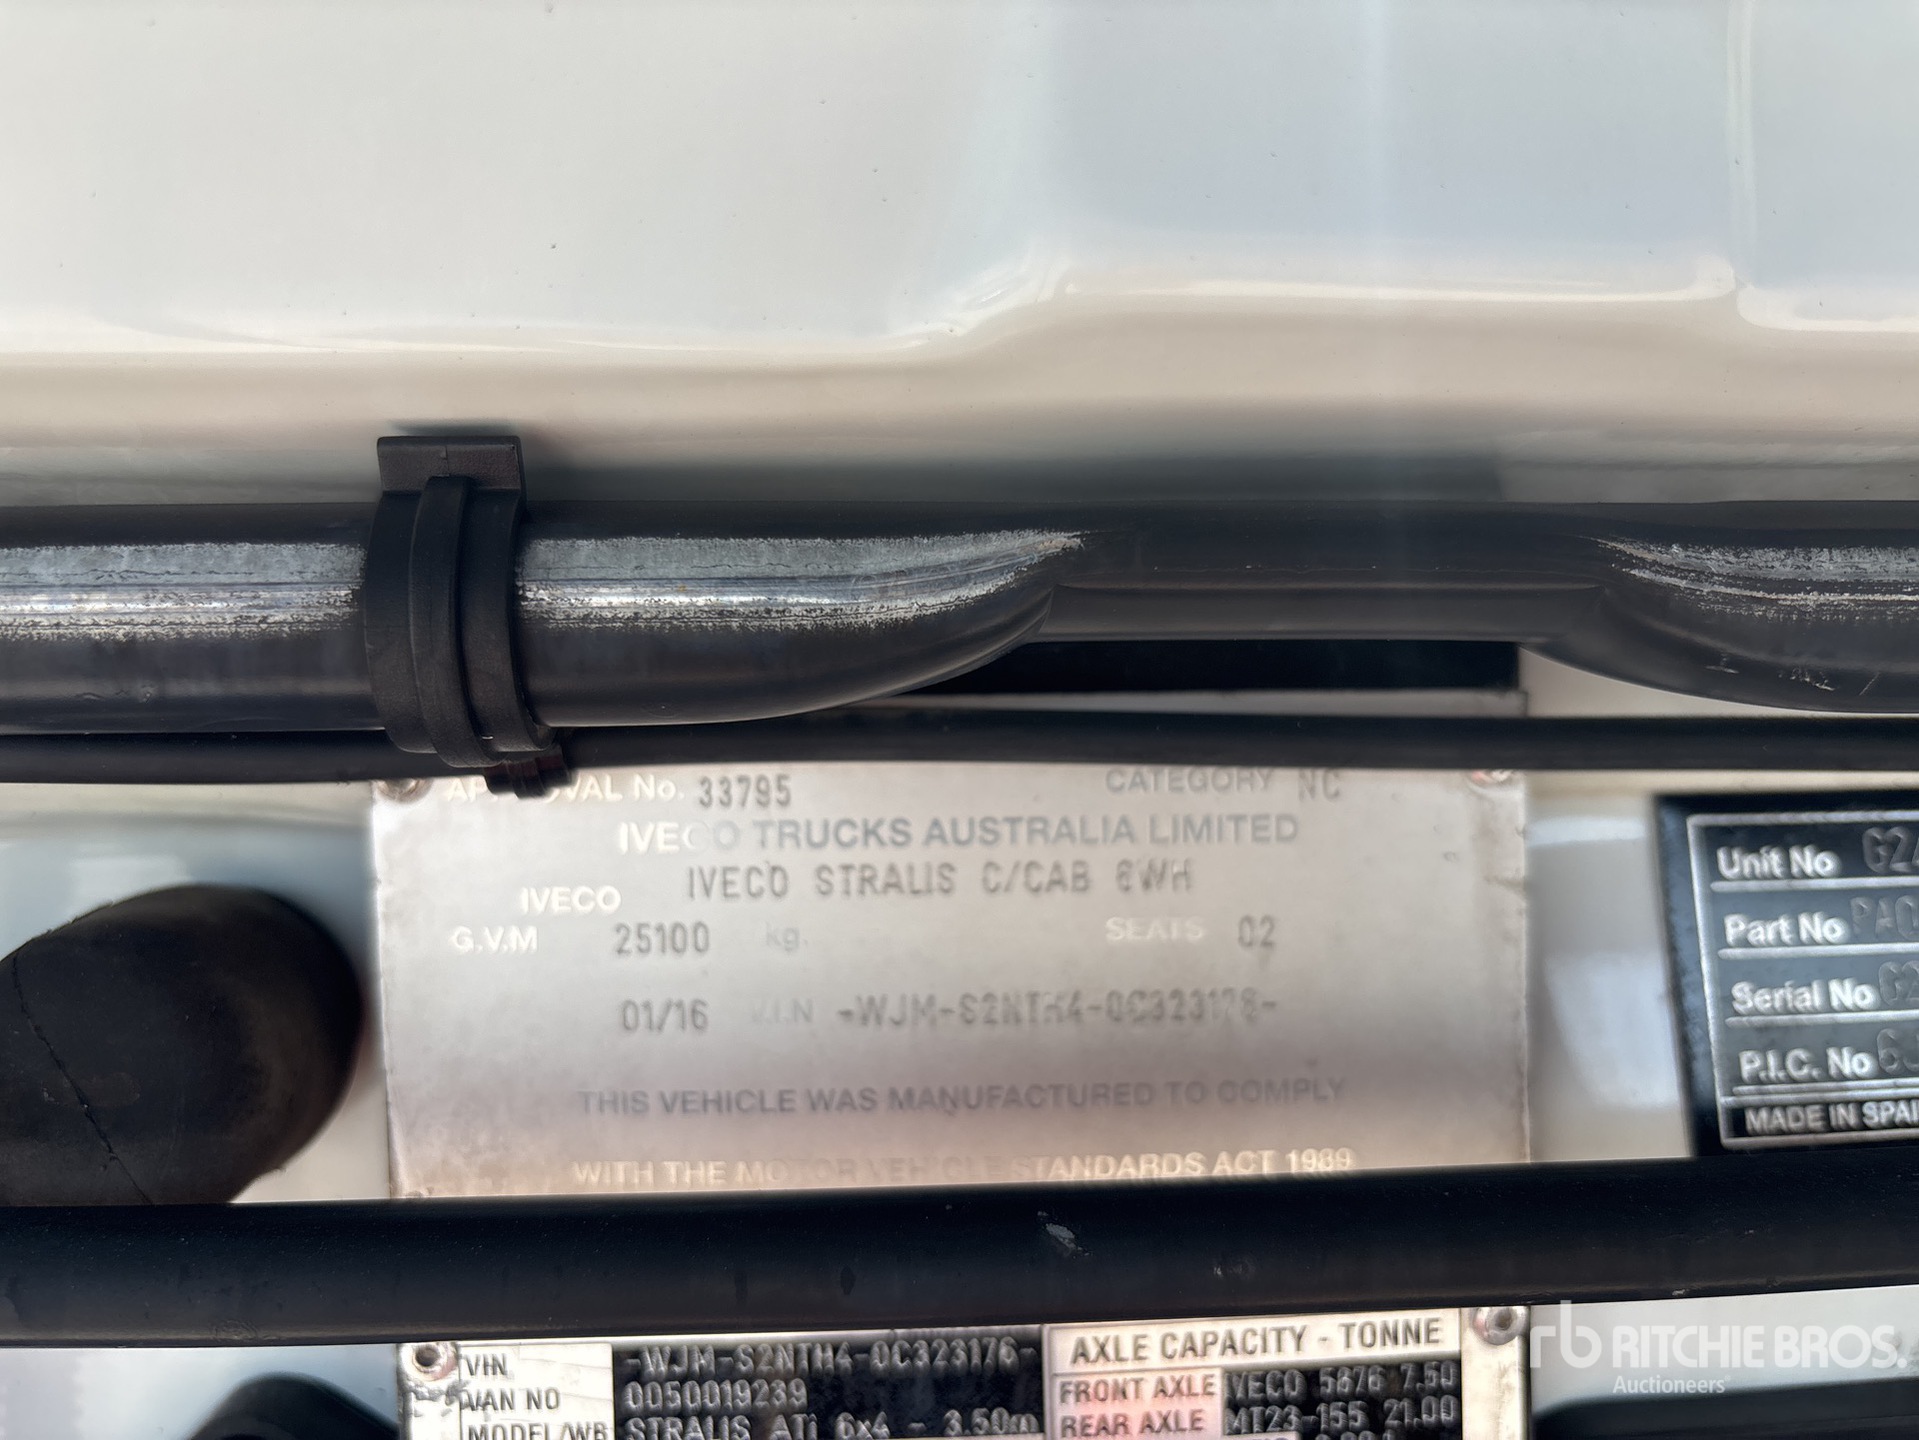 APPROVAL No. 33795 CATEGORY NC
IVECO TRUCKS AUSTRALIA LIMITED
IVECO STRALIS C/CAB 6WH
IVECO
G.V.M 25100 kg. SEATS 02
01/16 V.I.N -WJM-S2NTH4-0C323176-
THIS VEHICLE WAS MANUFACTURED TO COMPLY
WITH THE MOTOR VEHICLE STANDARDS ACT 1989
Unit No
Part No
Serial No
P.I.C. No
MADE IN SPAI
VIN -WJM-S2NTH4-0C323176-
VAN NO 0050019239
MODEL/WB STRALIS ATi 6x4 - 3.50m
AXLE CAPACITY - TONNE
FRONT AXLE IVECO 5876 7.50
REAR AXLE MT23-155 21.00
rb RITCHIE BROS.
Auctioneers